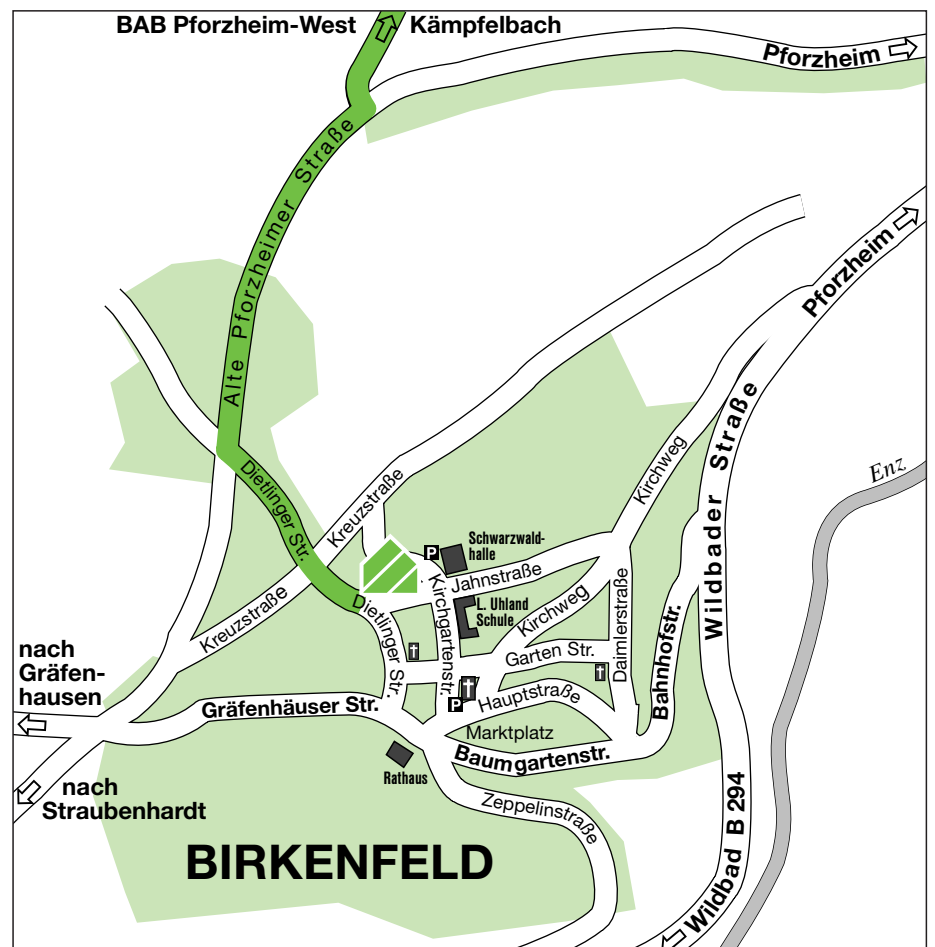 BAB Pforzheim-West
Kämpfelbach
Pforzheim
Alte Pforzheimer Straße
Pforzheim
Dietlinger Str.
Kreuzstraße
Kirchweg
Wildbader Straße
Enz
Schwarzwald-
halle
P
Jahnstraße
Kreuzstraße
Dietlinger Str.
Kirchgartenstr.
L. Uhland
Schule
Kirchweg
Daimlerstraße
Bahnhofstr.
Garten Str.
nach
Gräfen-
hausen
Gräfenhäuser Str.
P
Hauptstraße
Marktplatz
Baumgartenstr.
Rathaus
nach
Straubenhardt
Zeppelinstraße
BIRKENFELD
Wildbad B 294